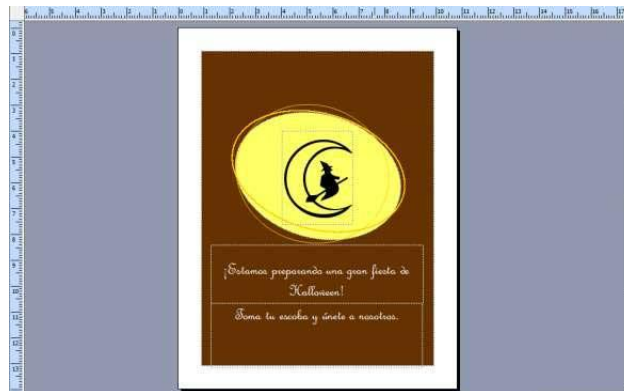 ¡Estamos preparando una gran fiesta de
Halloween!
Toma tu escoba y únete a nosotros.